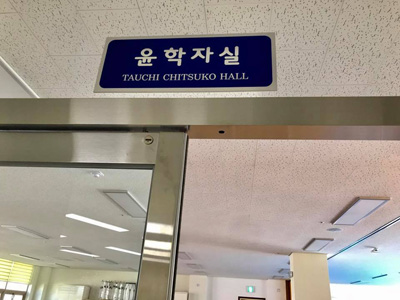 윤학자실
TAUCHI CHITSUKO HALL